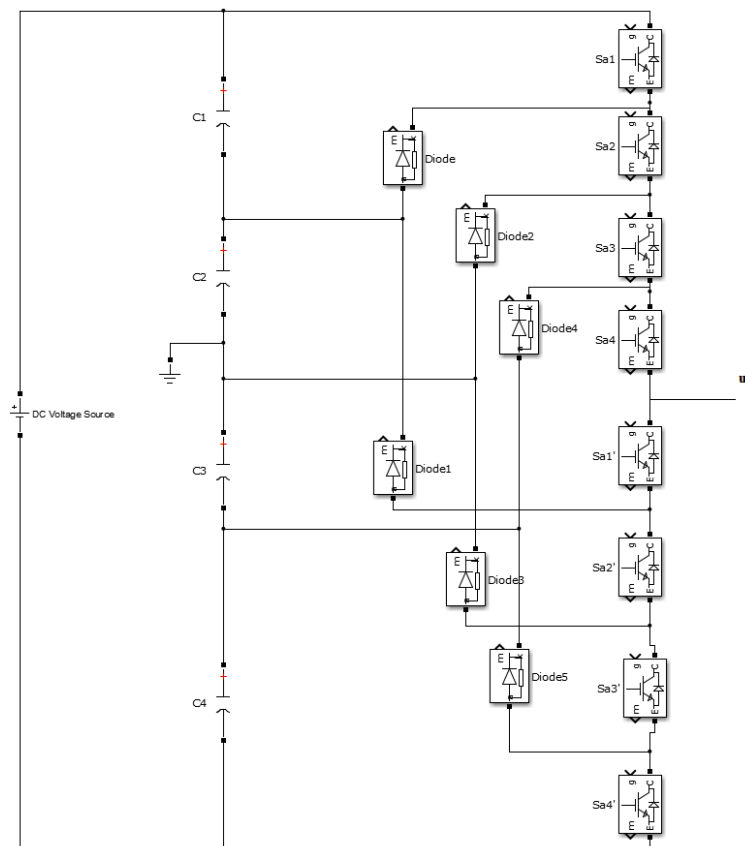 g
C
Sa1
m
E
C1
m
k
Diode
a
g
C
Sa2
m
E
m
k
Diode2
a
g
C
Sa3
m
E
C2
m
k
Diode4
a
g
C
Sa4
m
E
u
+
DC Voltage Source
C3
m
k
Diode1
a
g
C
Sa1'
m
E
m
k
Diode3
a
g
C
Sa2'
m
E
C4
m
k
Diode5
a
g
C
Sa3'
m
E
g
C
Sa4'
m
E